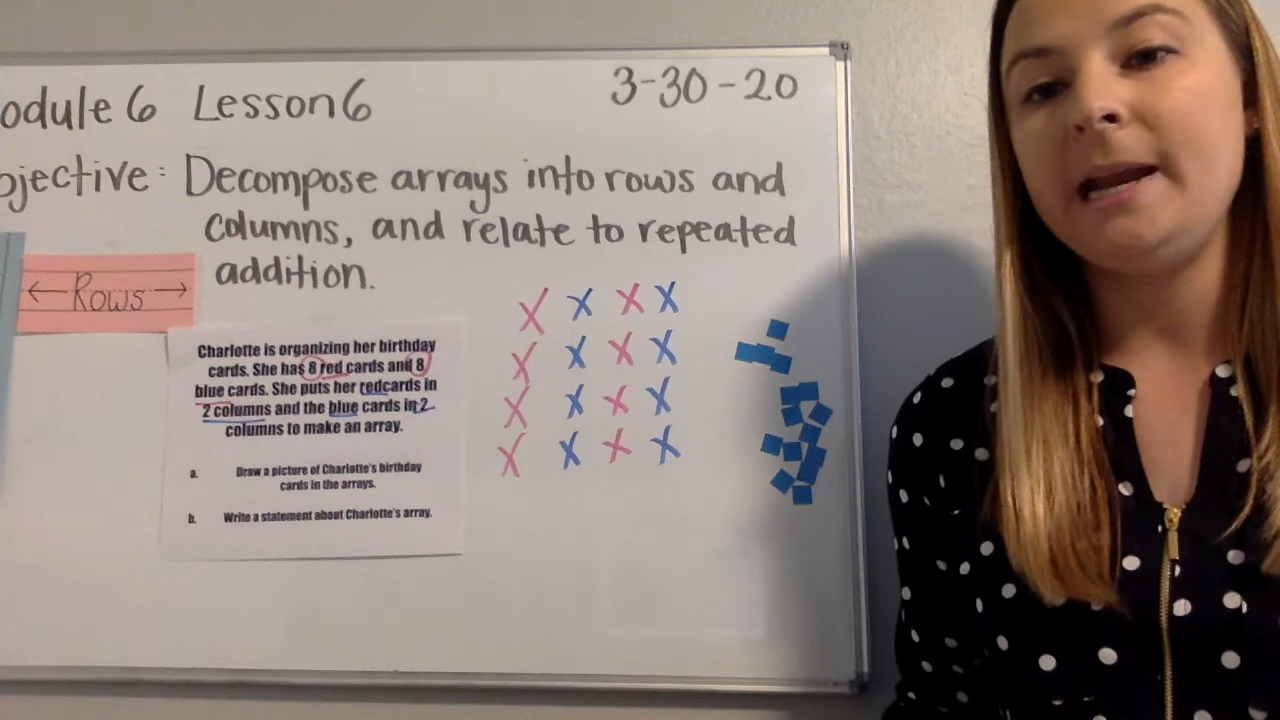 odule 6 Lesson 6
3-30-20
bjective: Decompose arrays into rows and
columns, and relate to repeated
addition.
←Rows→
Charlotte is organizing her birthday
cards. She has 8 red cards and 8
blue cards. She puts her redcards in
2 columns and the blue cards in 2
columns to make an array.
a. Draw a picture of Charlotte's birthday
cards in the arrays.
b. Write a statement about Charlotte's array.
X X X X
X X X X
X X X X
X X X X